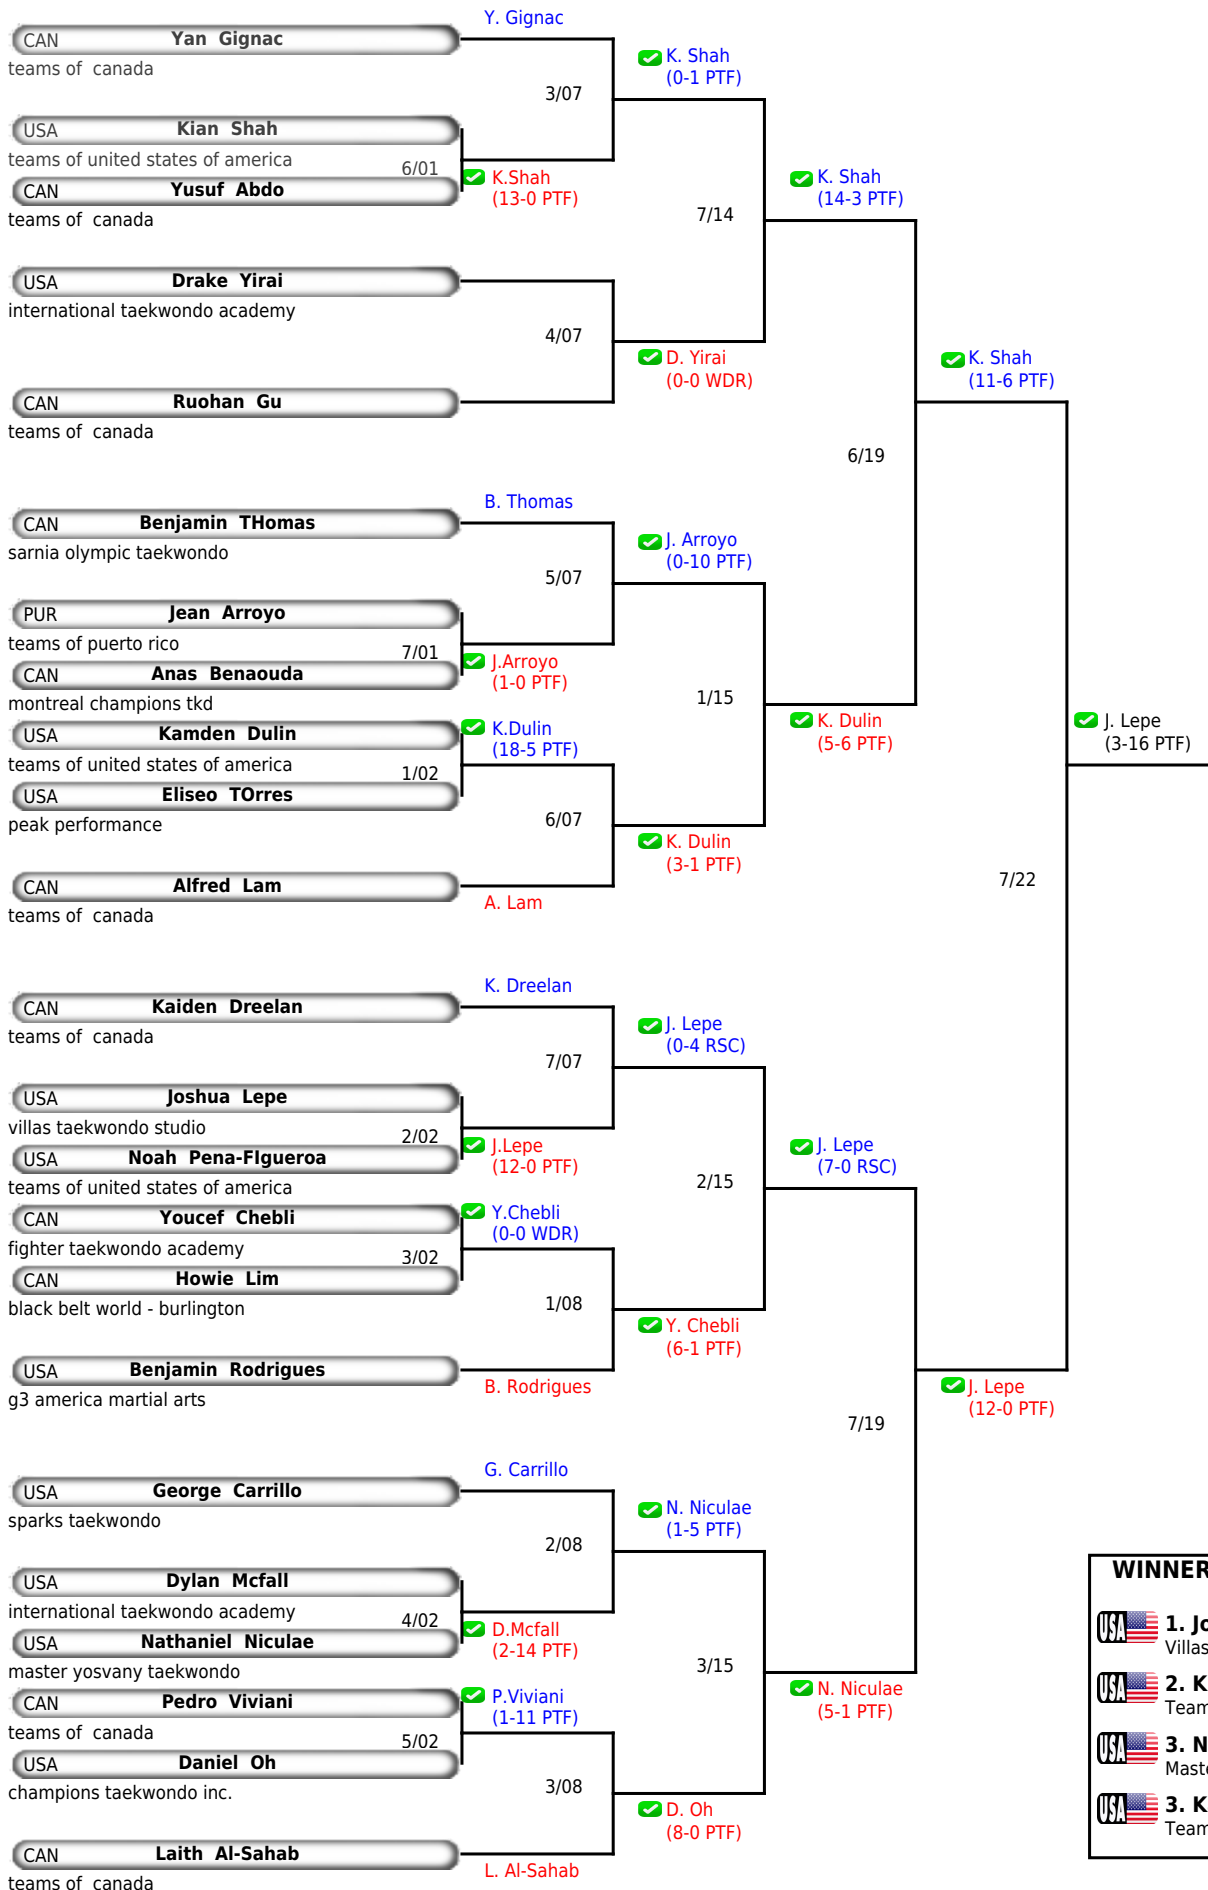 Y. Gignac
CAN Yan Gignac
teams of canada
3/07
K. Shah
(0-1 PTF)
USA Kian Shah
teams of united states of america
6/01
K.Shah
(13-0 PTF)
CAN Yusuf Abdo
teams of canada
7/14
K. Shah
(14-3 PTF)
USA Drake Yirai
international taekwondo academy
4/07
D. Yirai
(0-0 WDR)
K. Shah
(11-6 PTF)
CAN Ruohan Gu
teams of canada
6/19
B. Thomas
CAN Benjamin THomas
sarnia olympic taekwondo
5/07
J. Arroyo
(0-10 PTF)
PUR Jean Arroyo
teams of puerto rico
7/01
J.Arroyo
(1-0 PTF)
CAN Anas Benaouda
montreal champions tkd
1/15
K. Dulin
(5-6 PTF)
K.Dulin
(18-5 PTF)
USA Kamden Dulin
teams of united states of america
1/02
USA Eliseo TOrres
peak performance
J. Lepe
(3-16 PTF)
6/07
K. Dulin
(3-1 PTF)
CAN Alfred Lam
teams of canada
A. Lam
7/22
K. Dreelan
CAN Kaiden Dreelan
teams of canada
7/07
J. Lepe
(0-4 RSC)
USA Joshua Lepe
villas taekwondo studio
2/02
J.Lepe
(12-0 PTF)
USA Noah Pena-FIgueroa
teams of united states of america
2/15
J. Lepe
(7-0 RSC)
Y.Chebli
(0-0 WDR)
CAN Youcef Chebli
fighter taekwondo academy
3/02
CAN Howie Lim
black belt world - burlington
1/08
Y. Chebli
(6-1 PTF)
USA Benjamin Rodrigues
g3 america martial arts
B. Rodrigues
J. Lepe
(12-0 PTF)
7/19
G. Carrillo
USA George Carrillo
sparks taekwondo
2/08
N. Niculae
(1-5 PTF)
USA Dylan Mcfall
international taekwondo academy
4/02
D.Mcfall
(2-14 PTF)
USA Nathaniel Niculae
master yosvany taekwondo
3/15
N. Niculae
(5-1 PTF)
P.Viviani
(1-11 PTF)
CAN Pedro Viviani
teams of canada
5/02
USA Daniel Oh
champions taekwondo inc.
3/08
D. Oh
(8-0 PTF)
CAN Laith Al-Sahab
teams of canada
L. Al-Sahab
WINNER
USA 1. Jo
Villas
USA 2. K
Team
USA 3. N
Maste
USA 3. K
Team